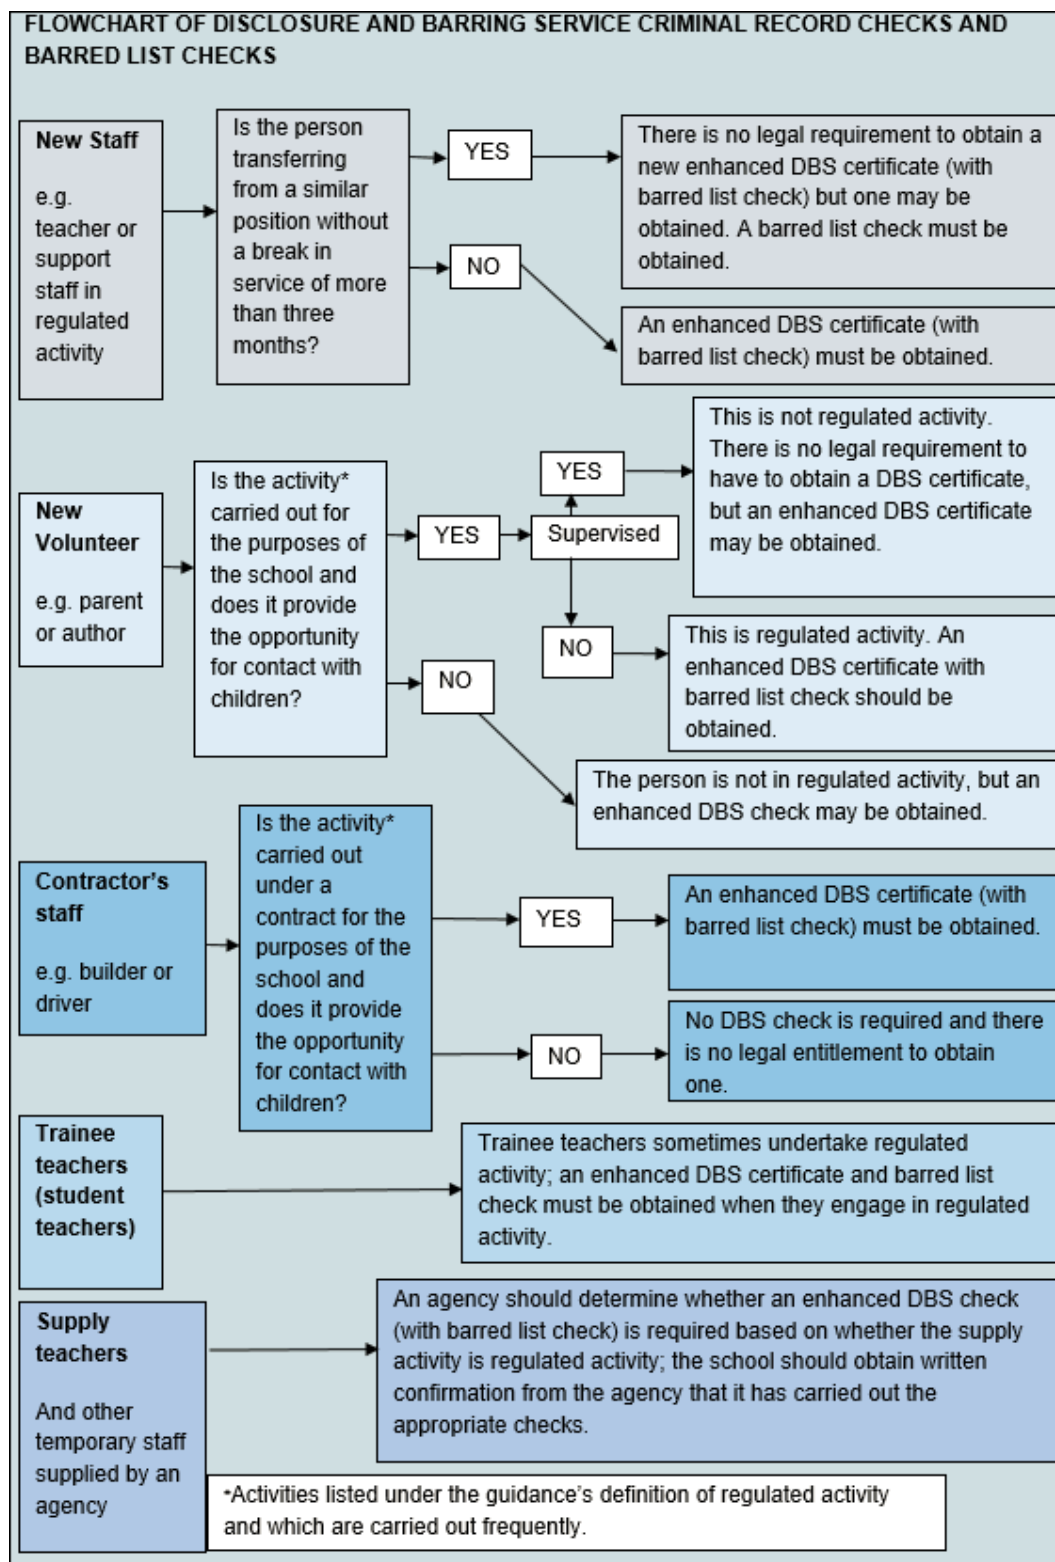 FLOWCHART OF DISCLOSURE AND BARRING SERVICE CRIMINAL RECORD CHECKS AND
BARRED LIST CHECKS
New Staff
e.g.
teacher or
support
staff in
regulated
activity
Is the person
transferring
from a similar
position without
a break in
service of more
than three
months?
YES
There is no legal requirement to obtain a
new enhanced DBS certificate (with
barred list check) but one may be
obtained. A barred list check must be
obtained.
NO
An enhanced DBS certificate (with
barred list check) must be obtained.
New
Volunteer
e.g. parent
or author
Is the activity*
carried out for
the purposes of
the school and
does it provide
the opportunity
for contact with
children?
YES
Supervised
YES
This is not regulated activity.
There is no legal requirement to
have to obtain a DBS certificate,
but an enhanced DBS certificate
may be obtained.
NO
This is regulated activity. An
enhanced DBS certificate with
barred list check should be
obtained.
NO
The person is not in regulated activity, but an
enhanced DBS check may be obtained.
Contractor's
staff
e.g. builder or
driver
Is the activity*
carried out
under a
contract for the
purposes of the
school and
does it provide
the opportunity
for contact with
children?
YES
An enhanced DBS certificate (with
barred list check) must be obtained.
NO
No DBS check is required and there
is no legal entitlement to obtain
one.
Trainee
teachers
(student
teachers)
Trainee teachers sometimes undertake regulated
activity; an enhanced DBS certificate and barred list
check must be obtained when they engage in regulated
activity.
Supply
teachers
And other
temporary staff
supplied by an
agency
An agency should determine whether an enhanced DBS check
(with barred list check) is required based on whether the supply
activity is regulated activity; the school should obtain written
confirmation from the agency that it has carried out the
appropriate checks.
*Activities listed under the guidance's definition of regulated activity
and which are carried out frequently.